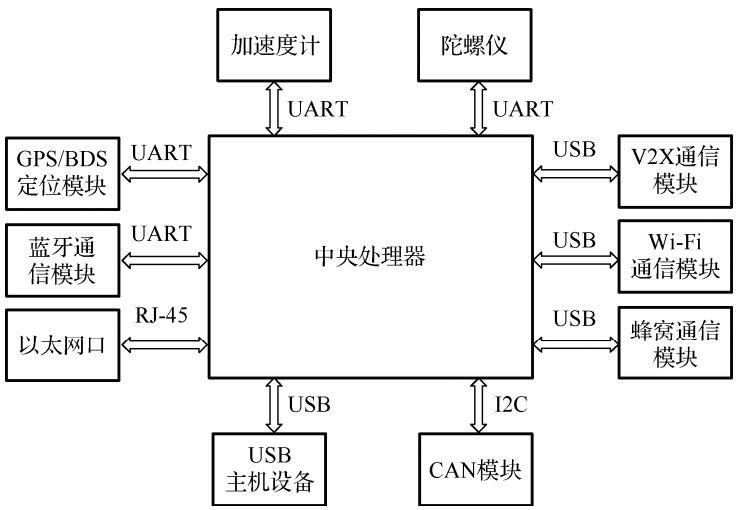 加速度计
陀螺仪
UART
UART
GPS/BDS
定位模块
UART
USB
V2X通信
模块
蓝牙通
信模块
UART
中央处理器
USB
Wi-Fi
通信模块
以太网口
RJ-45
USB
蜂窝通信
模块
USB
I2C
USB
主机设备
CAN模块